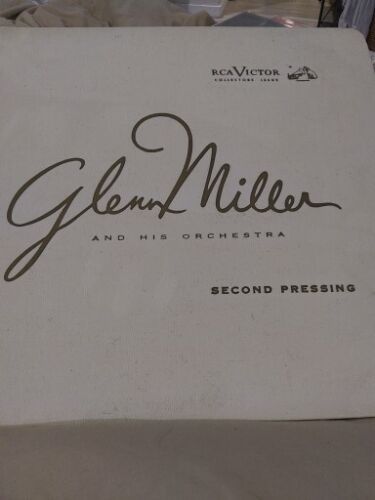 RCA VICTOR
COLLECTORS ISSUE
Glenn Miller
AND HIS ORCHESTRA
SECOND PRESSING